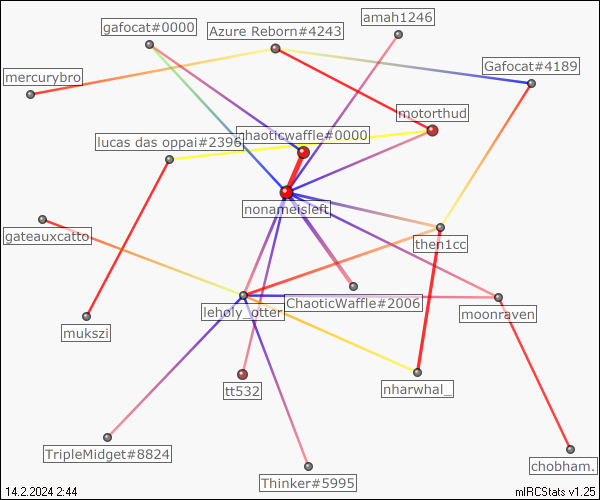 gafocat#0000
Azure Reborn#4243
amah1246
mercurybro
Gafocat#4189
motorthud
chaoticwaffle#0000
lucas das oppai#2396
nonameisleft
gateauxcatto
then1cc
ChaoticWaffle#2006
leholy_otter
moonraven
mukszi
tt532
nharwhal_
TripleMidget#8824
Thinker#5995
chobham.
14.2.2024 2:44
mIRCStats v1.25